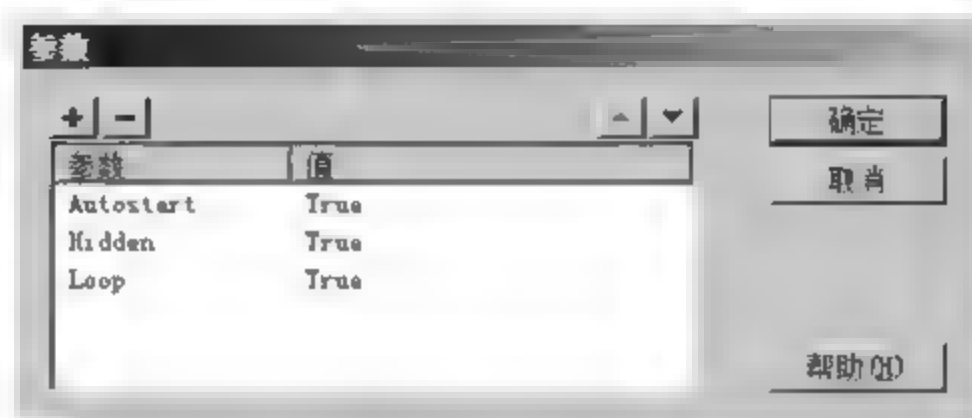 参数
+ -
参数 值
Autostart True
Hidden True
Loop True
确定
取消
帮助(H)